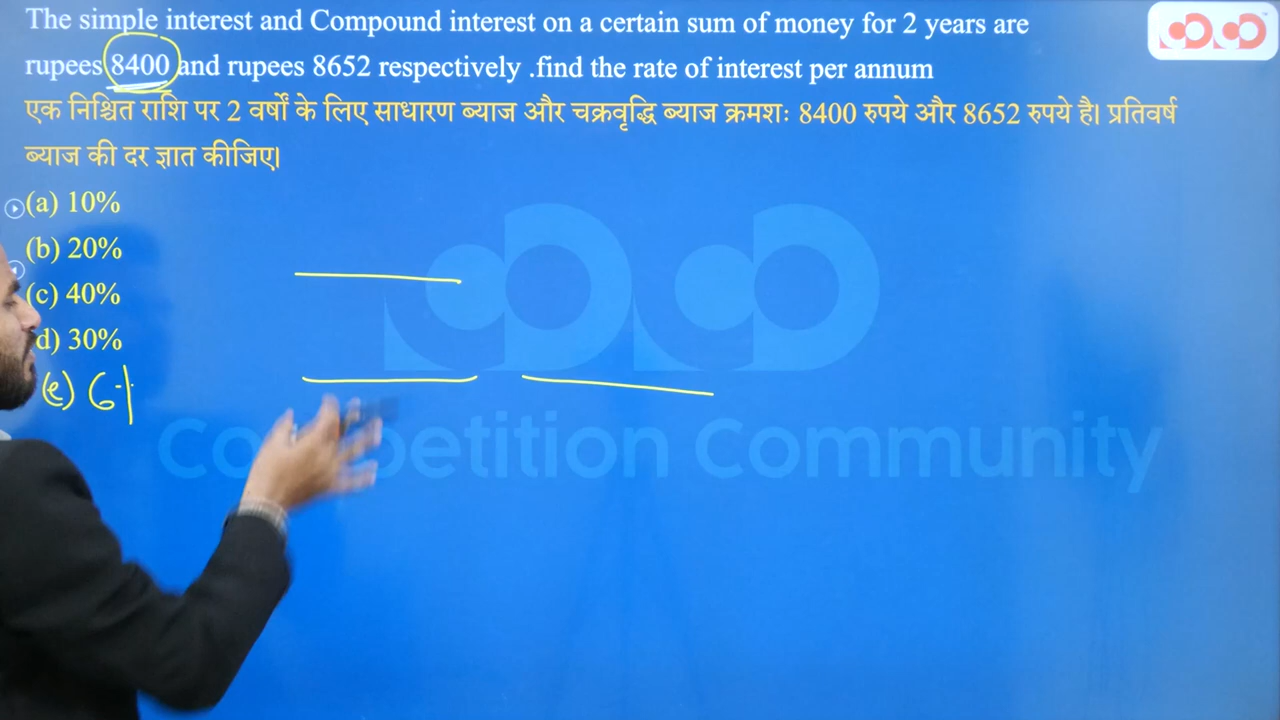 The simple interest and Compound interest on a certain sum of money for 2 years are
rupees 8400 and rupees 8652 respectively .find the rate of interest per annum
एक निश्चित राशि पर 2 वर्षों के लिए साधारण ब्याज और चक्रवृद्धि ब्याज क्रमशः 8400 रुपये और 8652 रुपये है। प्रतिवर्ष
ब्याज की दर ज्ञात कीजिए।
(a) 10%
(b) 20%
(c) 40%
d) 30%
(e) 6%
Competition Community